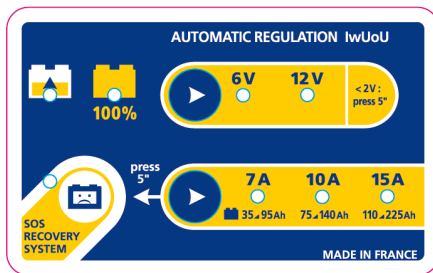 AUTOMATIC REGULATION IwUoU
6V 12V
< 2V :
press 5"
100%
press
5"
7A 10A 15A
35⊿95Ah 75⊿140Ah 110⊿225Ah
SOS
RECOVERY
SYSTEM
MADE IN FRANCE